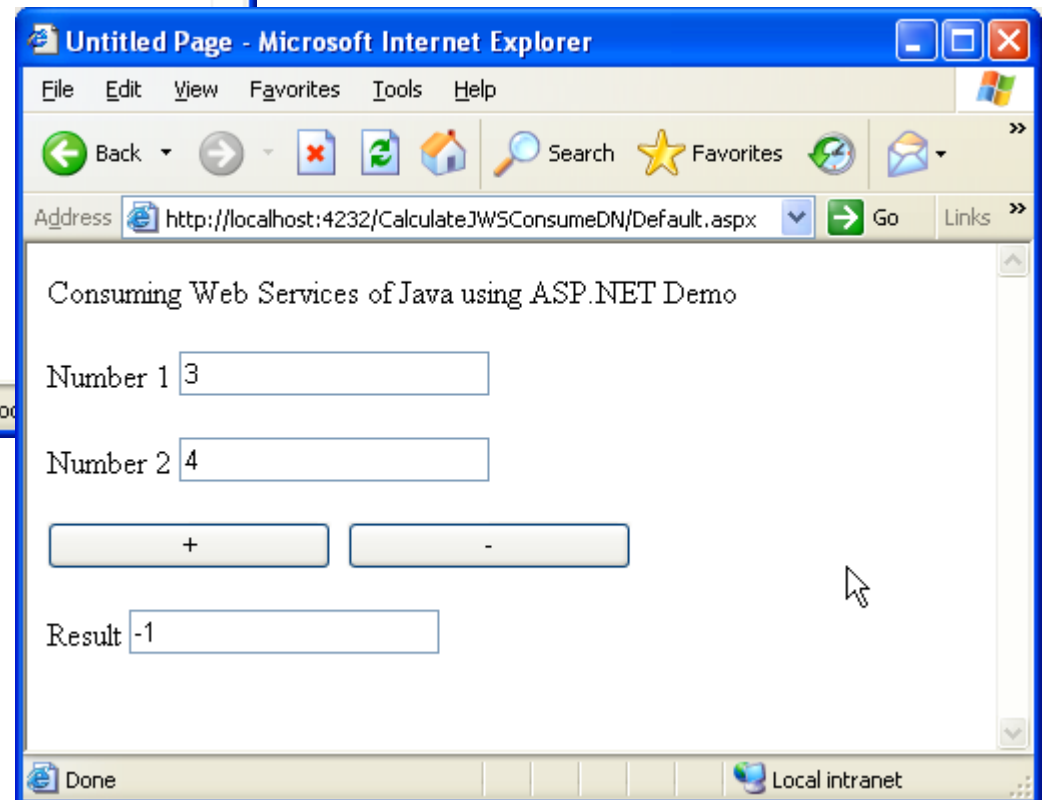 Untitled Page - Microsoft Internet Explorer
File Edit View Favorites Tools Help
Back Search Favorites »
Address http://localhost:4232/CalculateJWSConsumeDN/Default.aspx Go Links »
Consuming Web Services of Java using ASP.NET Demo
Number 1 3
Number 2 4
+ -
Result -1
Done Local intranet